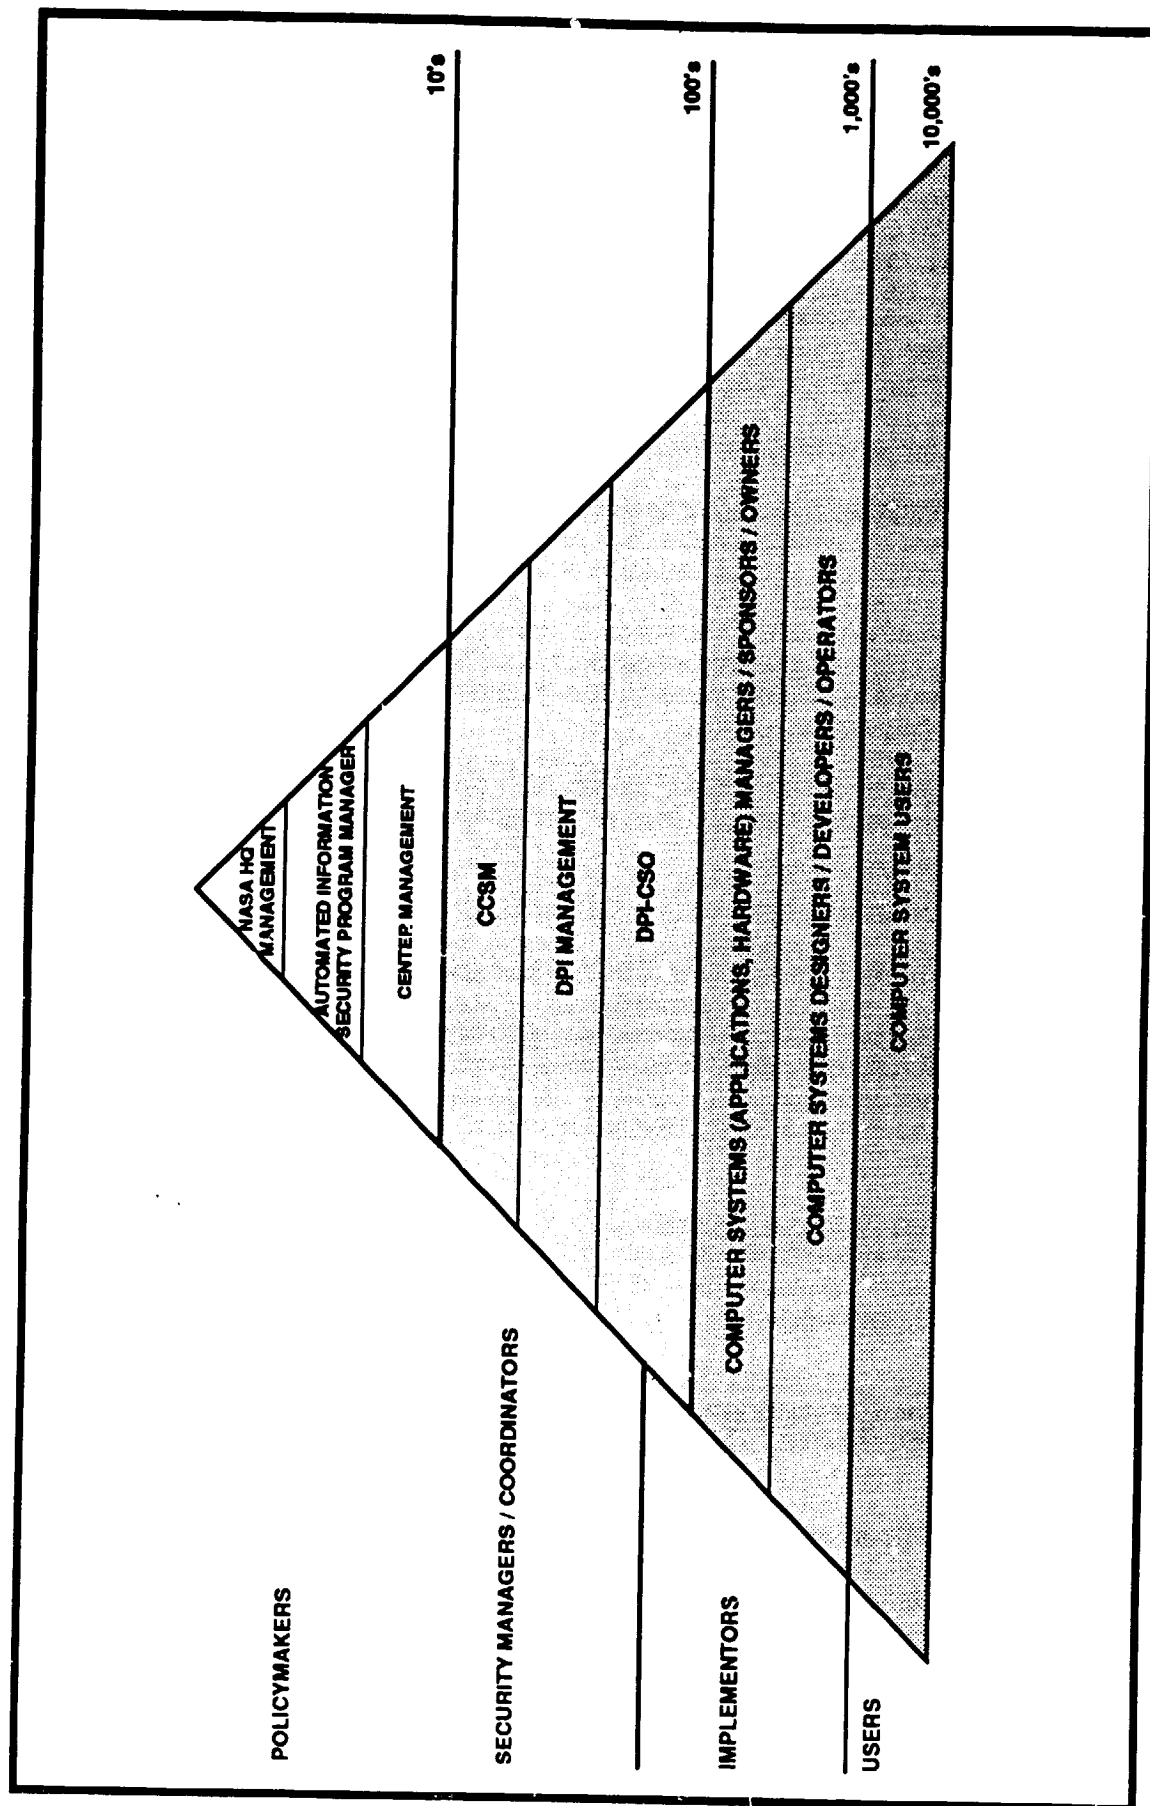 POLICYMAKERS
SECURITY MANAGERS / COORDINATORS
IMPLEMENTORS
USERS
NASA HQ
MANAGEMENT
AUTOMATED INFORMATION
SECURITY PROGRAM MANAGER
CENTER MANAGEMENT
CCSM
DPI MANAGEMENT
DPI-CSO
COMPUTER SYSTEMS (APPLICATIONS, HARDWARE) MANAGERS / SPONSORS / OWNERS
COMPUTER SYSTEMS DESIGNERS / DEVELOPERS / OPERATORS
COMPUTER SYSTEM USERS
10's
100's
1,000's
10,000's